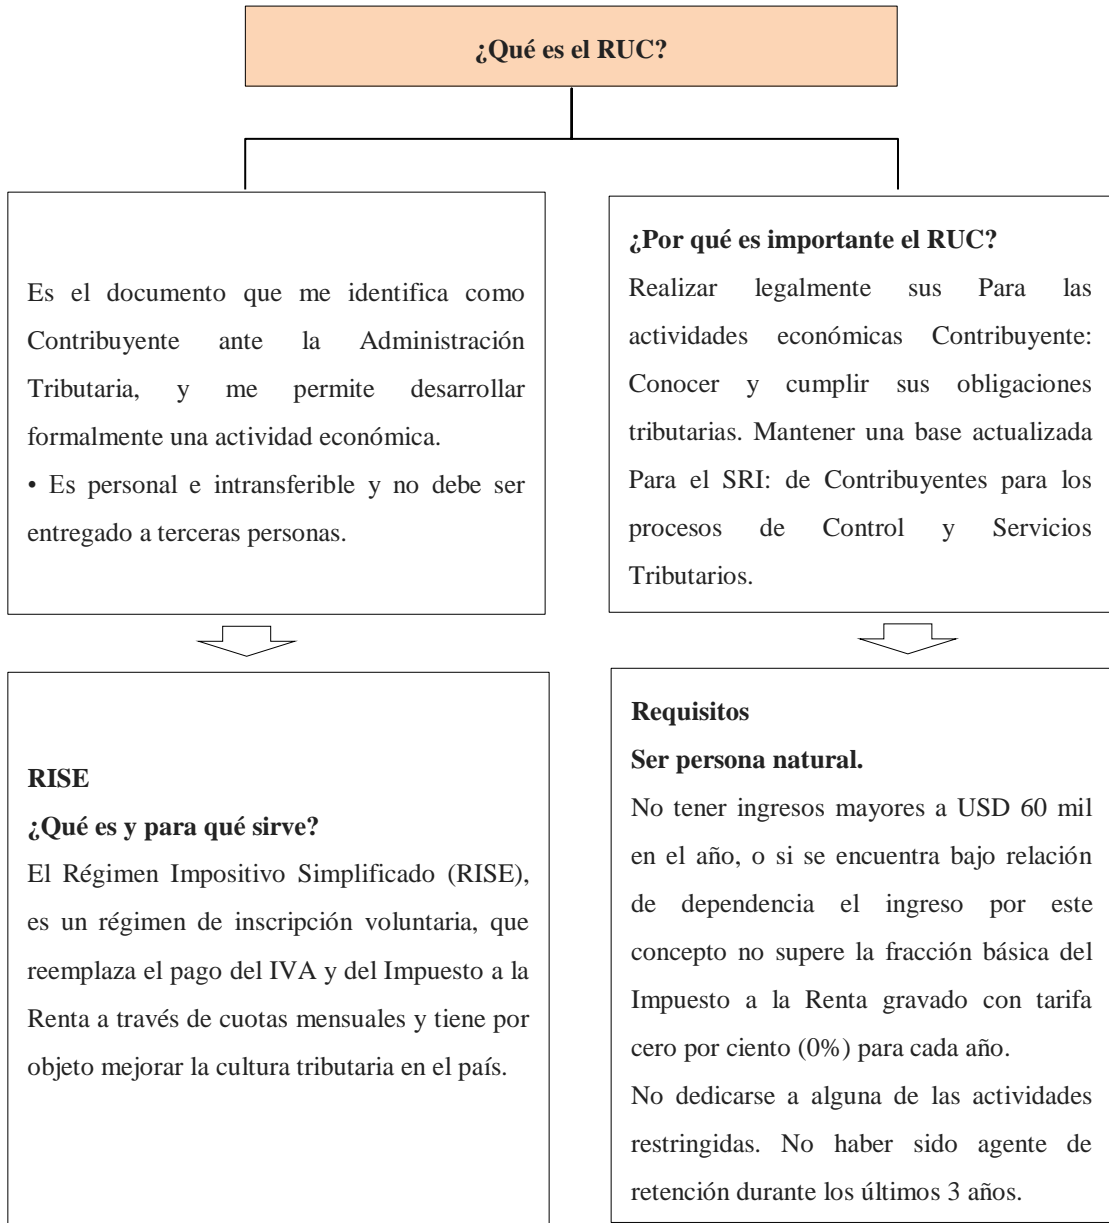 ¿Qué es el RUC?
Es el documento que me identifica como
Contribuyente ante la Administración
Tributaria, y me permite desarrollar
formalmente una actividad económica.
• Es personal e intransferible y no debe ser
entregado a terceras personas.
¿Por qué es importante el RUC?
Realizar legalmente sus Para las
actividades económicas Contribuyente:
Conocer y cumplir sus obligaciones
tributarias. Mantener una base actualizada
Para el SRI: de Contribuyentes para los
procesos de Control y Servicios
Tributarios.
RISE
¿Qué es y para qué sirve?
El Régimen Impositivo Simplificado (RISE),
es un régimen de inscripción voluntaria, que
reemplaza el pago del IVA y del Impuesto a la
Renta a través de cuotas mensuales y tiene por
objeto mejorar la cultura tributaria en el país.
Requisitos
Ser persona natural.
No tener ingresos mayores a USD 60 mil
en el año, o si se encuentra bajo relación
de dependencia el ingreso por este
concepto no supere la fracción básica del
Impuesto a la Renta gravado con tarifa
cero por ciento (0%) para cada año.
No dedicarse a alguna de las actividades
restringidas. No haber sido agente de
retención durante los últimos 3 años.